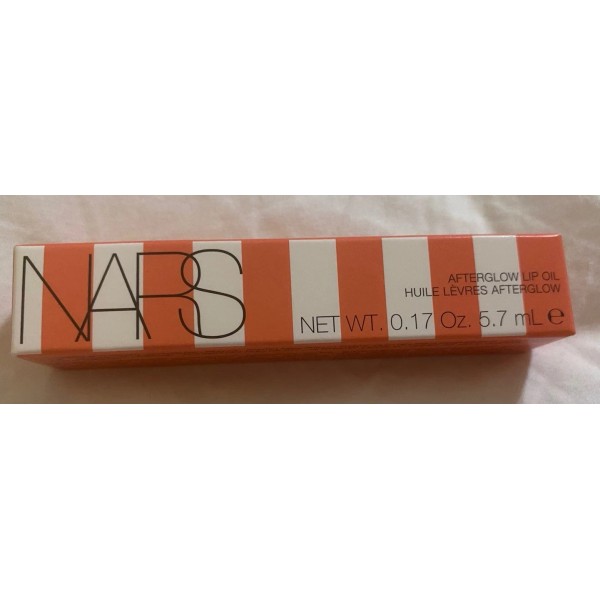 NARS
AFTERGLOW LIP OIL
HUILE LÈVRES AFTERGLOW
NET WT. 0.17 Oz. 5.7 mL ℮